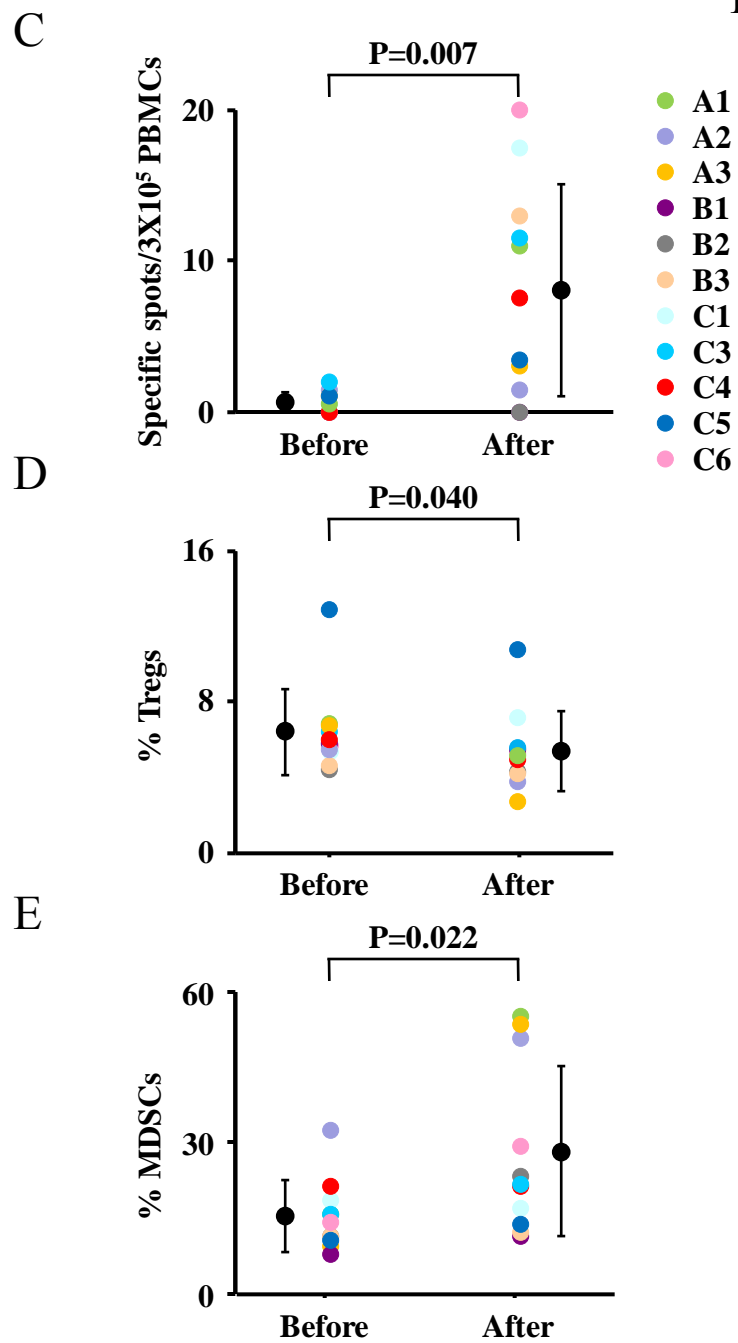 C
P=0.007
Specific spots/3X10⁵ PBMCs
20
10
0
Before After
A1
A2
A3
B1
B2
B3
C1
C3
C4
C5
C6
D
P=0.040
% Tregs
16
8
0
Before After
E
P=0.022
% MDSCs
60
30
0
Before After